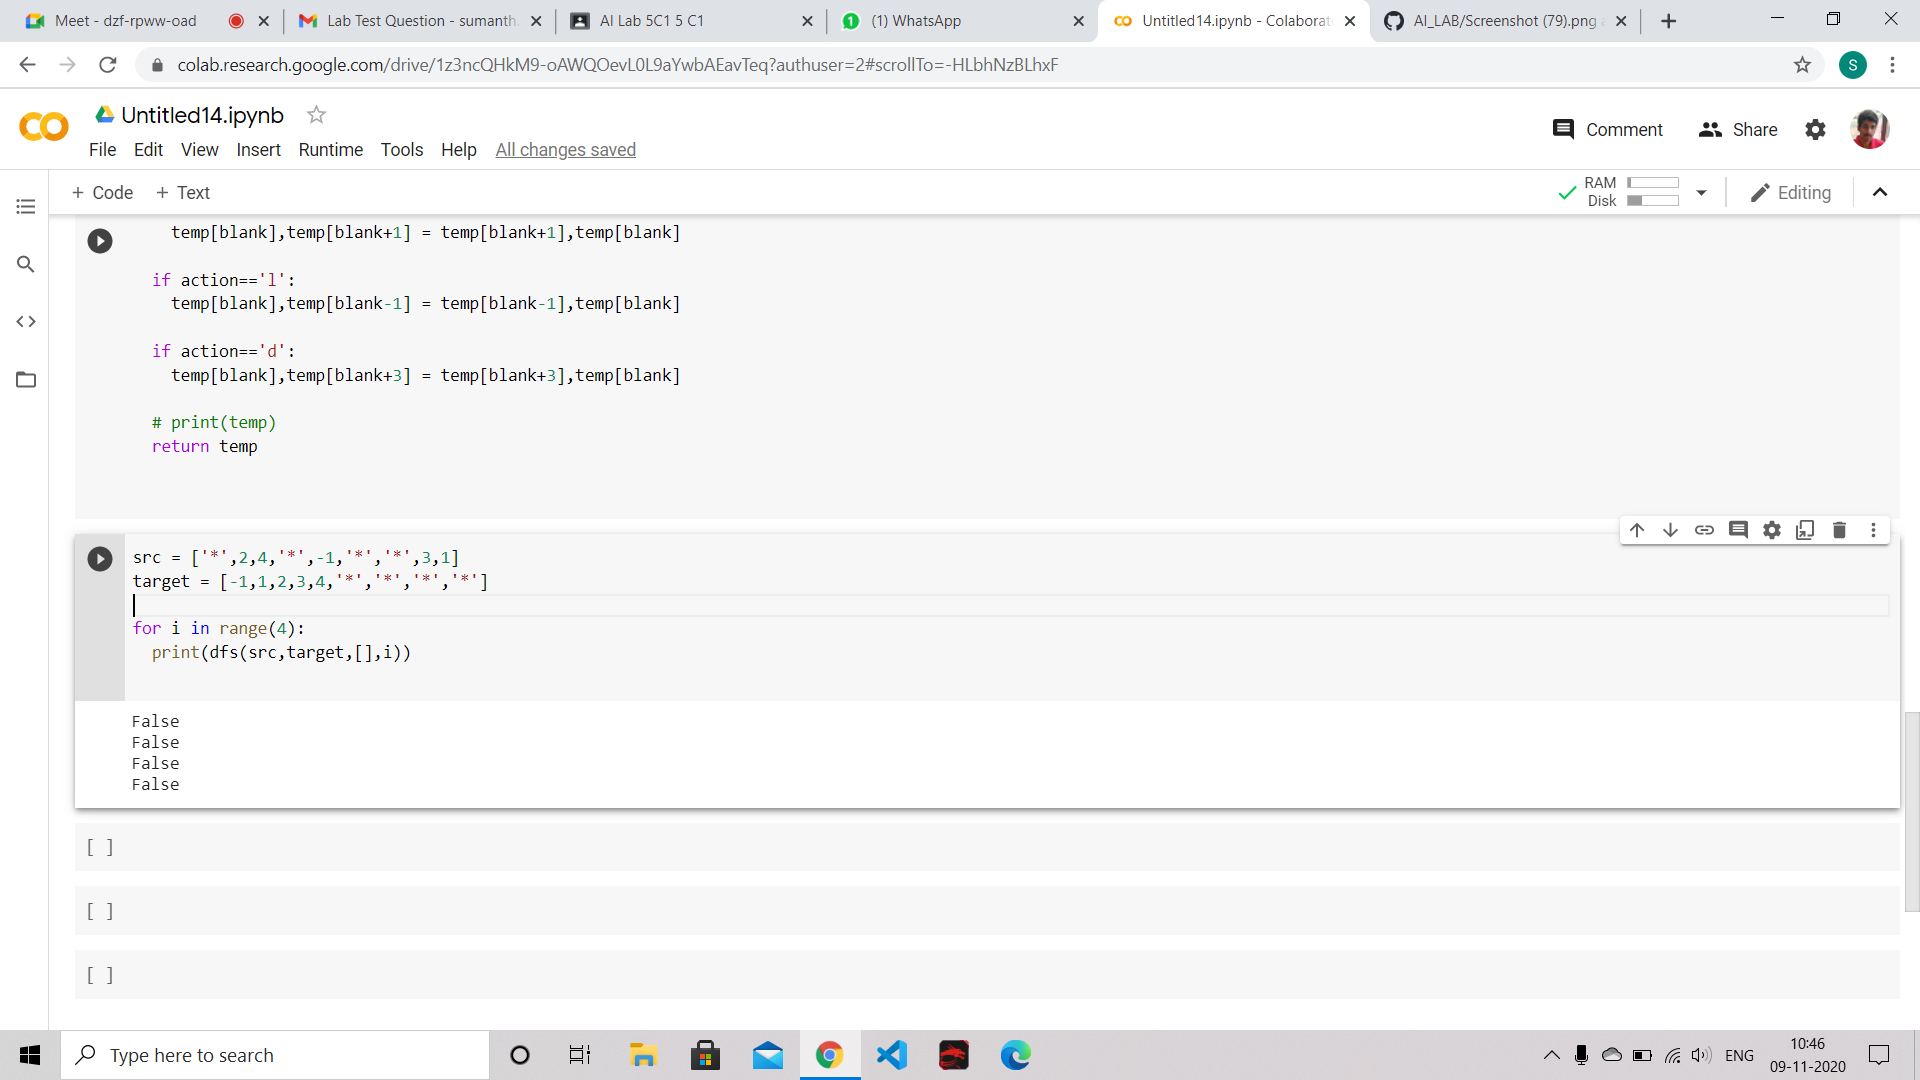 Meet - dzf-rpww-oad
Lab Test Question - sumanth
AI Lab 5C1 5 C1
(1) WhatsApp
Untitled14.ipynb - Colaborat
AI_LAB/Screenshot (79).png
colab.research.google.com/drive/1z3ncQHkM9-oAWQOevL0L9aYwbAEavTeq?authuser=2#scrollTo=-HLbhNzBLhxF
S
Untitled14.ipynb
Comment
Share
File Edit View Insert Runtime Tools Help All changes saved
+ Code + Text
RAM
Disk
Editing
temp[blank],temp[blank+1] = temp[blank+1],temp[blank]
if action=='l':
temp[blank],temp[blank-1] = temp[blank-1],temp[blank]
if action=='d':
temp[blank],temp[blank+3] = temp[blank+3],temp[blank]
# print(temp)
return temp
src = ['*',2,4,'*',-1,'*','*',3,1]
target = [-1,1,2,3,4,'*','*','*','*']
for i in range(4):
print(dfs(src,target,[],i))
False
False
False
False
[ ]
[ ]
[ ]
Type here to search
ENG
10:46
09-11-2020